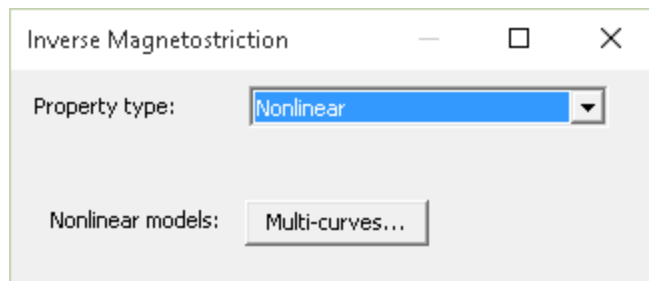 Inverse Magnetostriction
Property type: Nonlinear
Nonlinear models: Multi-curves...